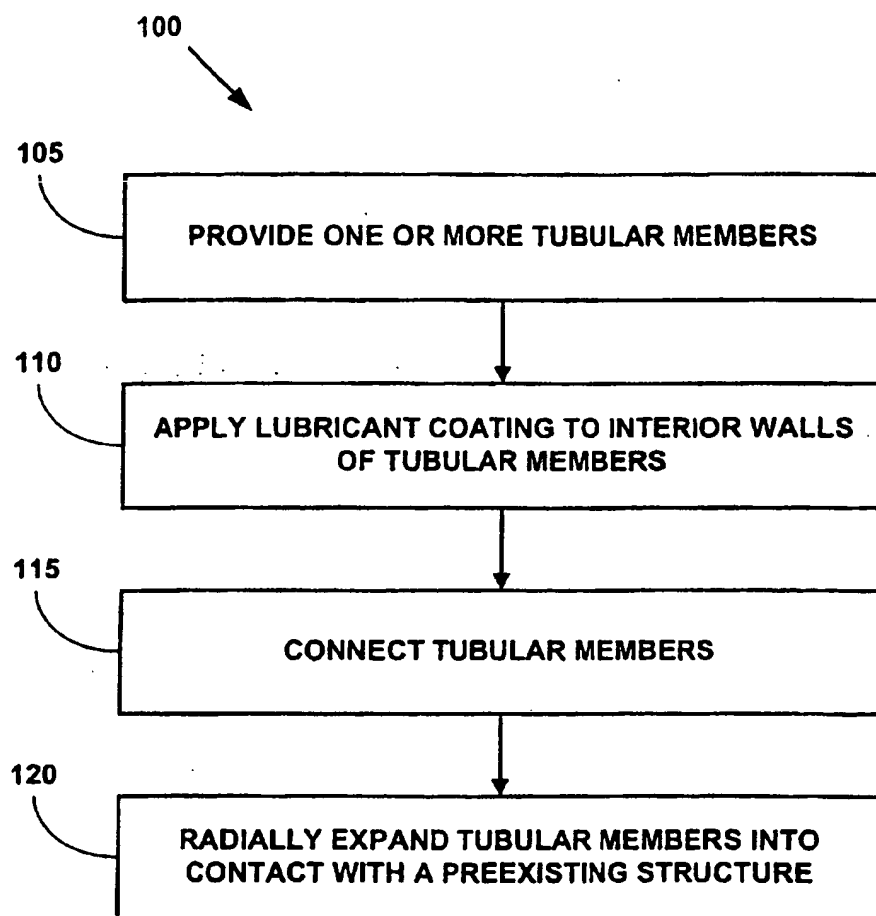 100
105
PROVIDE ONE OR MORE TUBULAR MEMBERS
110
APPLY LUBRICANT COATING TO INTERIOR WALLS
OF TUBULAR MEMBERS
115
CONNECT TUBULAR MEMBERS
120
RADIALLY EXPAND TUBULAR MEMBERS INTO
CONTACT WITH A PREEXISTING STRUCTURE